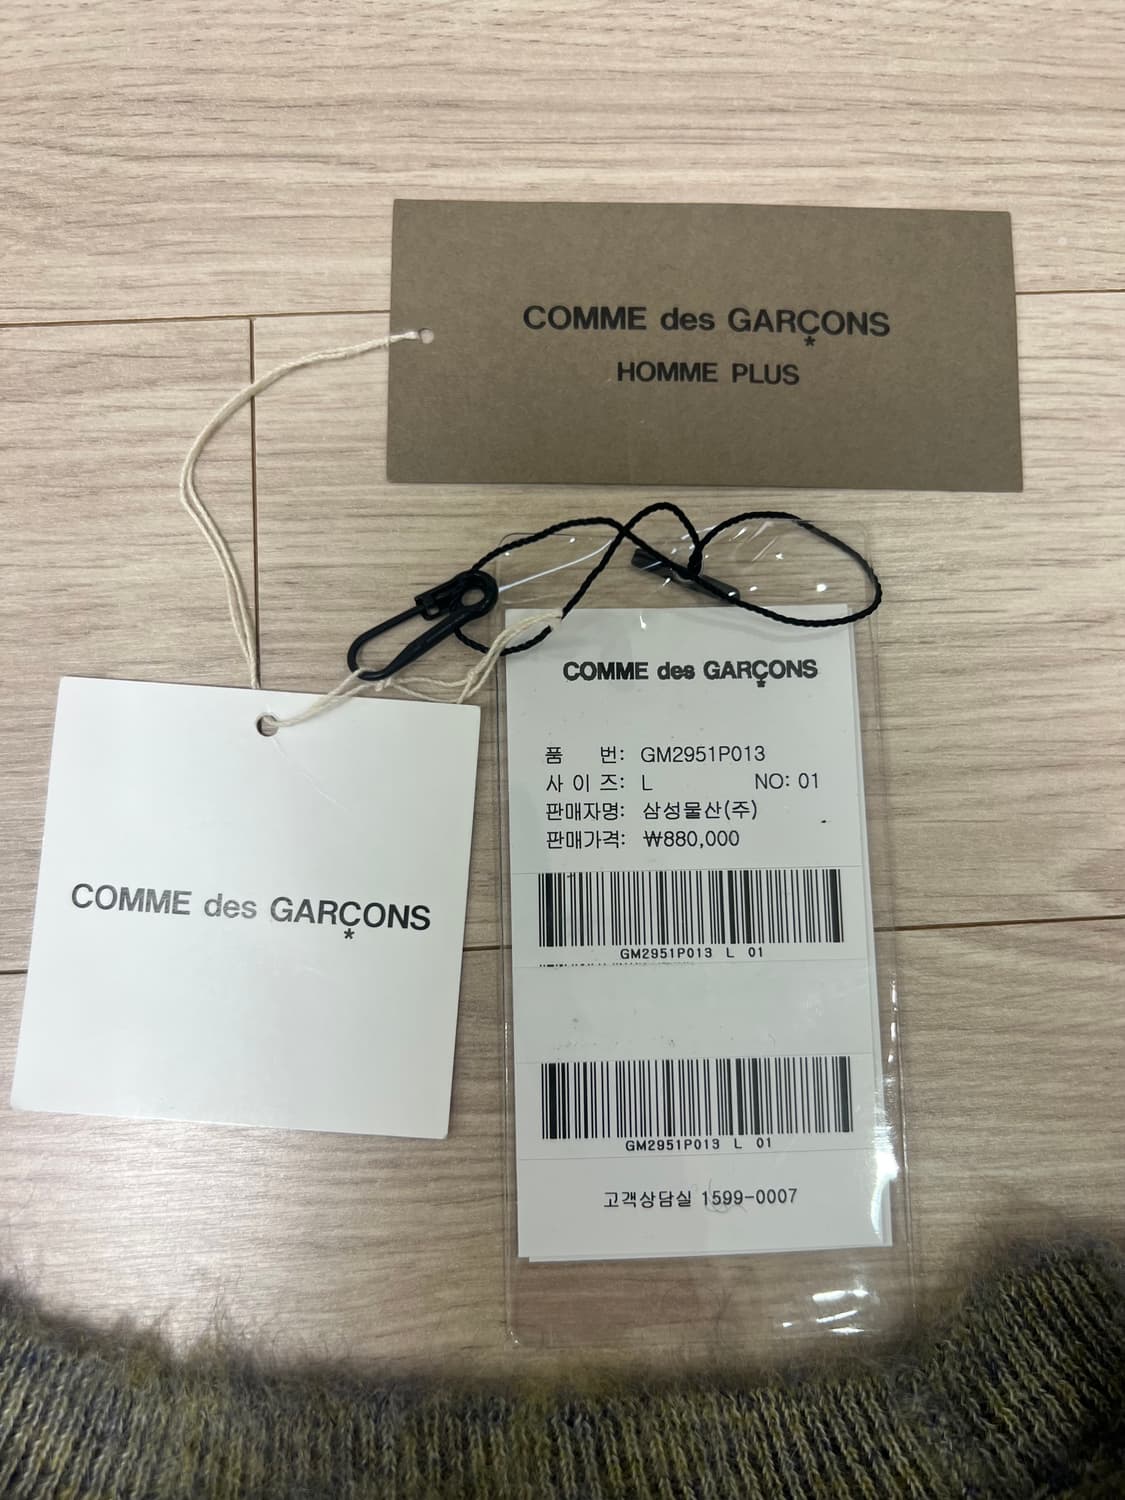 COMME des GARÇONS
*
HOMME PLUS
COMME des GARÇONS
*
품 번: GM2951P013
사 이 즈: L NO: 01
판매자명: 삼성물산(주)
판매가격: ₩880,000
GM2951P013 L 01
GM2951P013 L 01
고객상담실 1599-0007
COMME des GARÇONS
*